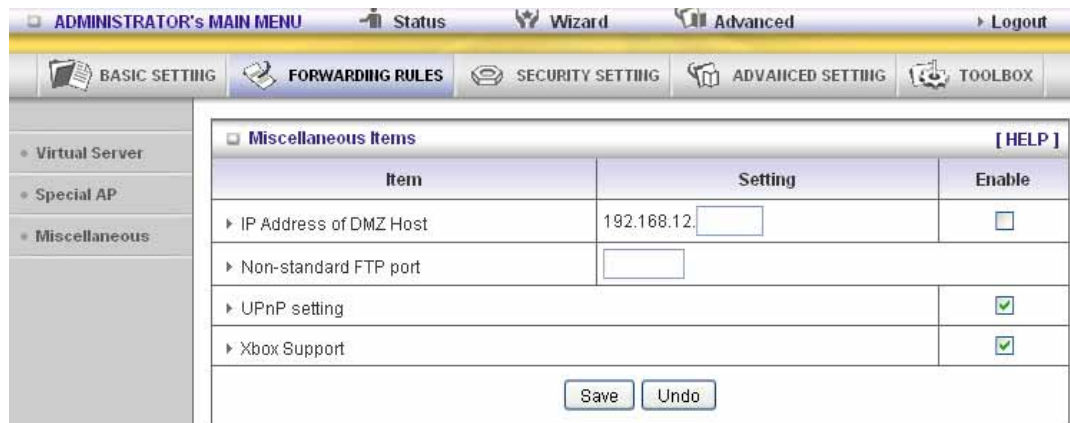 ADMINISTRATOR's MAIN MENU Status Wizard Advanced Logout
BASIC SETTING FORWARDING RULES SECURITY SETTING ADVANCED SETTING TOOLBOX
Virtual Server
Special AP
Miscellaneous
Miscellaneous Items [ HELP ]
Item Setting Enable
IP Address of DMZ Host 192.168.12.
Non-standard FTP port
UPnP setting
Xbox Support
Save Undo